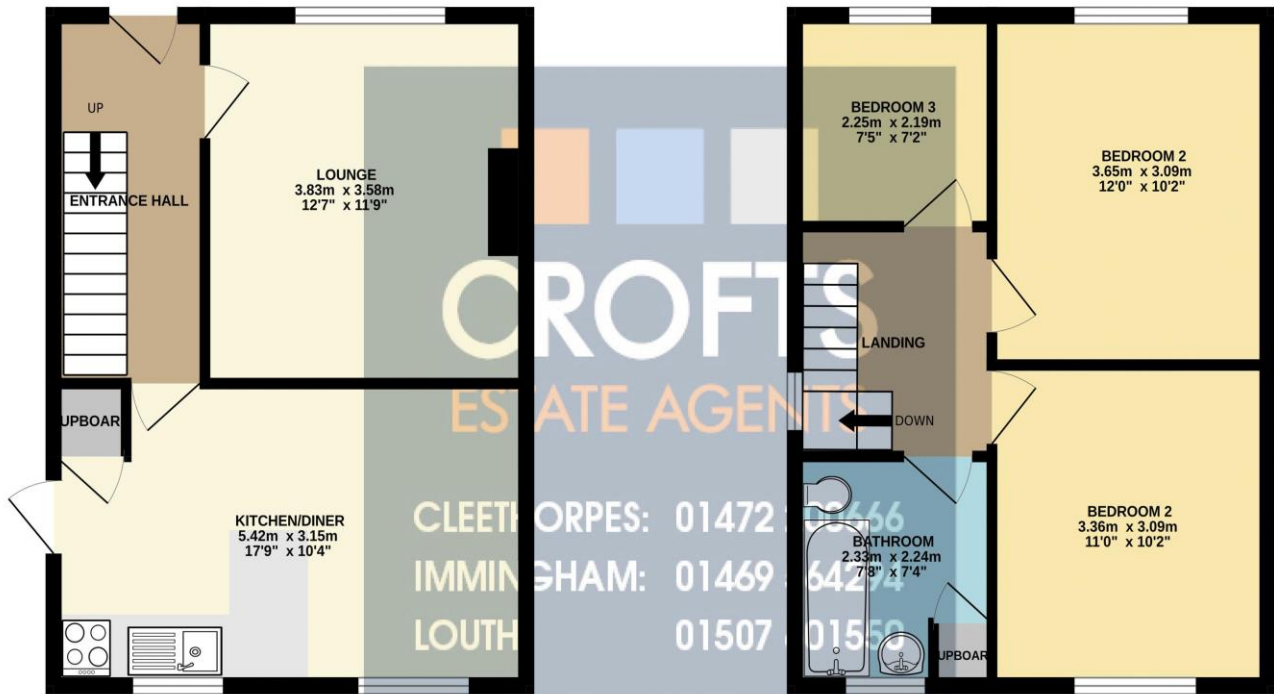 UP
ENTRANCE HALL
LOUNGE
3.83m x 3.58m
12'7" x 11'9"
UPBOAR
KITCHEN/DINER
5.42m x 3.15m
17'9" x 10'4"
BEDROOM 3
2.25m x 2.19m
7'5" x 7'2"
BEDROOM 2
3.65m x 3.09m
12'0" x 10'2"
LANDING
DOWN
BATHROOM
2.33m x 2.24m
7'8" x 7'4"
UPBOAR
BEDROOM 2
3.36m x 3.09m
11'0" x 10'2"
CROFTS
ESTATE AGENTS
CLEETHORPES: 01472
IMMINGHAM: 01469
LOUTH 01507